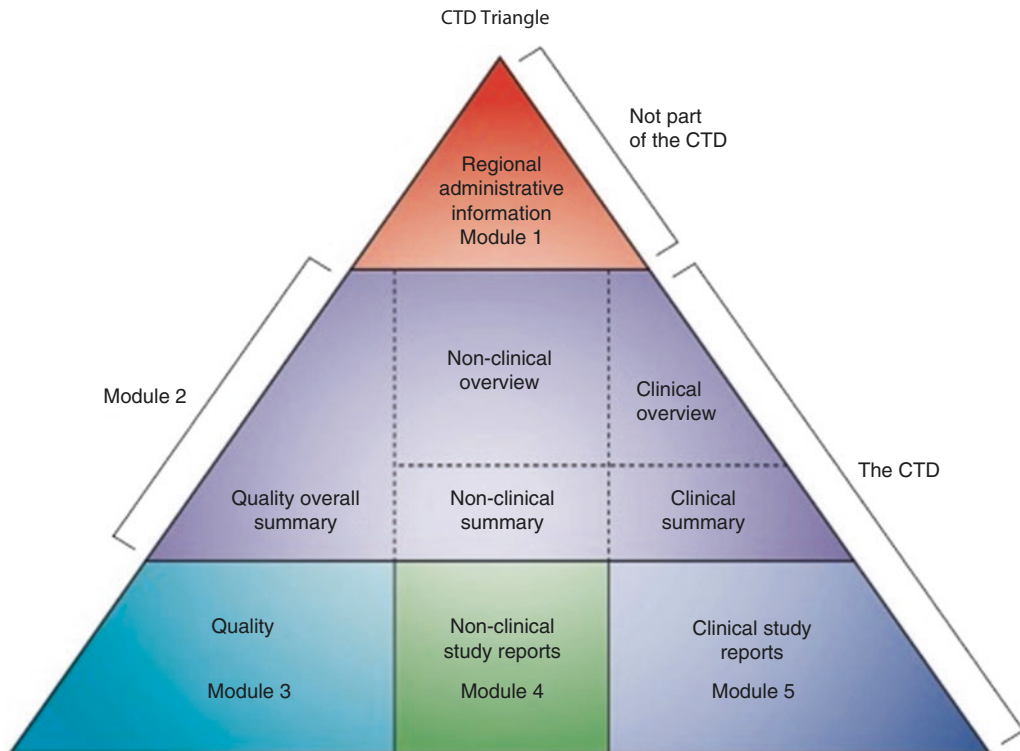 CTD Triangle
Not part
of the CTD
Regional
administrative
information
Module 1
Module 2
Non-clinical
overview
Clinical
overview
The CTD
Quality overall
summary
Non-clinical
summary
Clinical
summary
Quality
Module 3
Non-clinical
study reports
Module 4
Clinical study
reports
Module 5